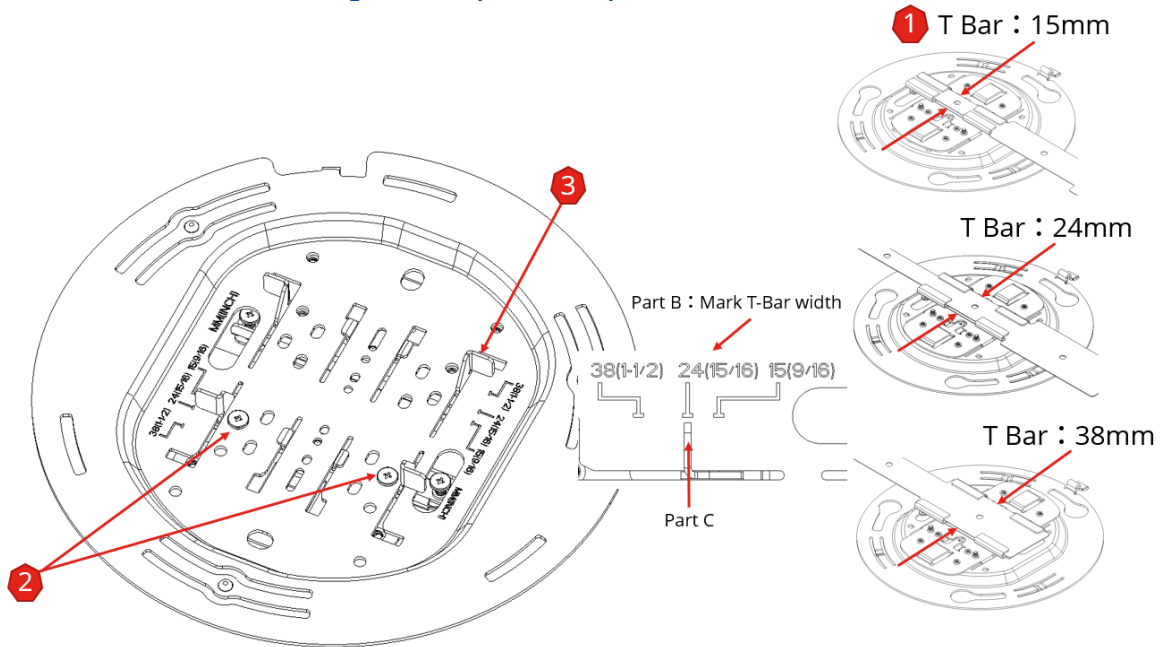 1 T Bar：15mm
3
T Bar：24mm
Part B：Mark T-Bar width
MM(INCH)
38(1-1/2) 24(15/16) 15(9/16)
38(1-1/2) 24(15/16) 15(9/16)
38(1-1/2) 24(15/16) 15(9/16)
MM(INCH)
T Bar：38mm
Part C
2